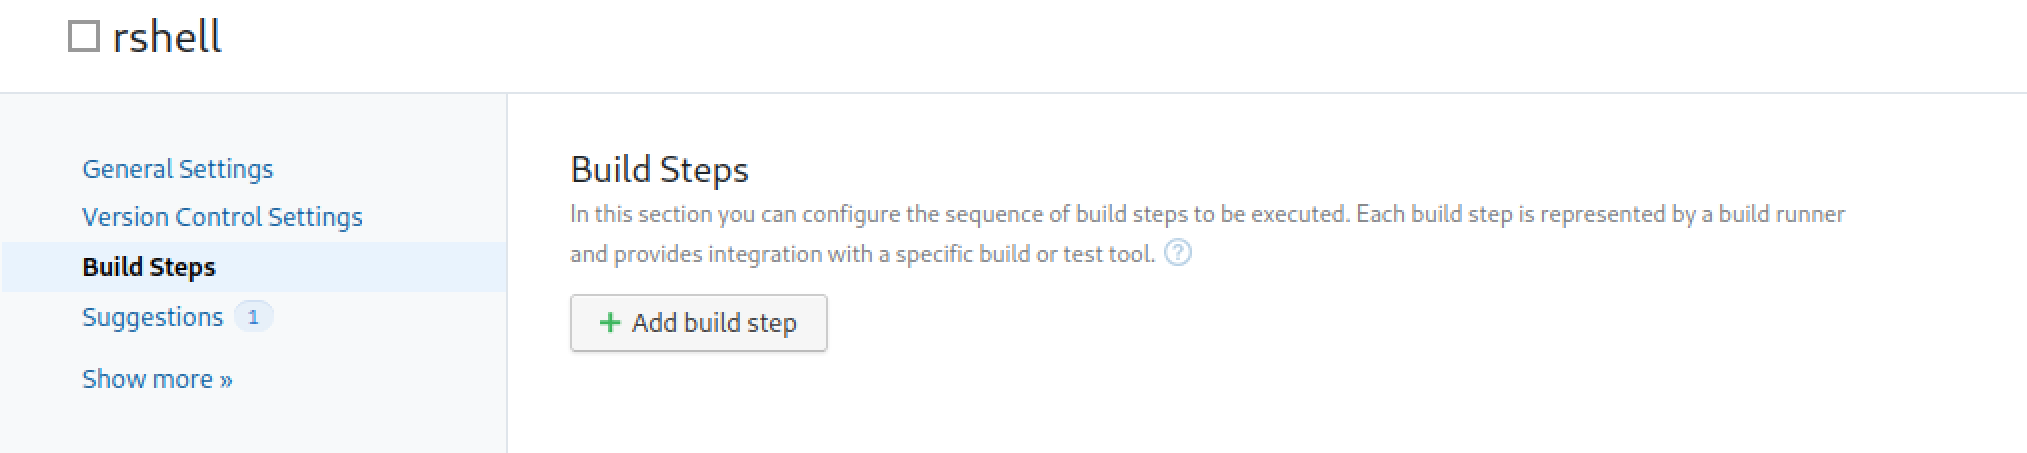 rshell
General Settings
Version Control Settings
Build Steps
Suggestions 1
Show more »
Build Steps
In this section you can configure the sequence of build steps to be executed. Each build step is represented by a build runner
and provides integration with a specific build or test tool. ?
+ Add build step